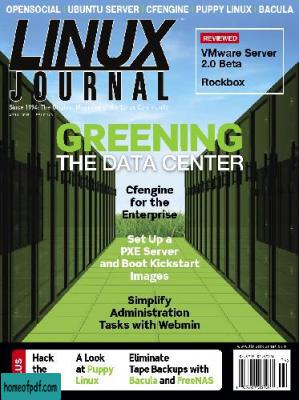 OPENSOCIAL | UBUNTU SERVER | CFENGINE | PUPPY LINUX | BACULA
LINUX
JOURNAL
Since 1994: The Original Magazine of the Linux Community
REVIEWED
VMware Server
2.0 Beta
Rockbox
GREENING
THE DATA CENTER
Cfengine
for the
Enterprise
Set Up a
PXE Server
and Boot Kickstart
Images
Simplify
Administration
Tasks with Webmin
Hack
the
A Look
at Puppy
Linux
Eliminate
Tape Backups with
Bacula and FreeNAS
homeofpdf.com